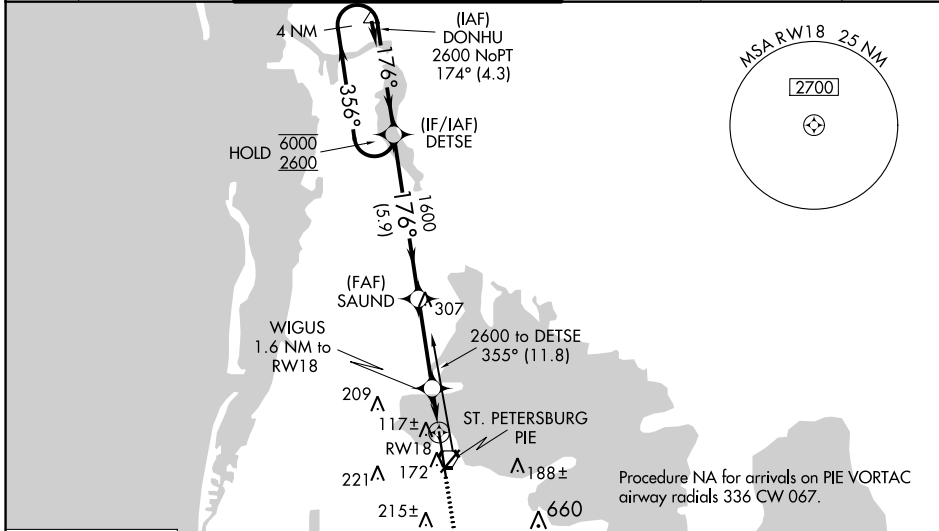 4 NM
(IAF)
DONHU
2600 NoPT
174° (4.3)
176°
356°
(IF/IAF)
DETSE
HOLD 6000
2600
1600
176°
(5.9)
MSA RW18 25 NM
2700
(FAF)
SAUND
307
WIGUS
1.6 NM to
RW18
2600 to DETSE
355° (11.8)
209
117±
RW18
ST. PETERSBURG
PIE
221
172
188±
215±
660
Procedure NA for arrivals on PIE VORTAC
airway radials 336 CW 067.